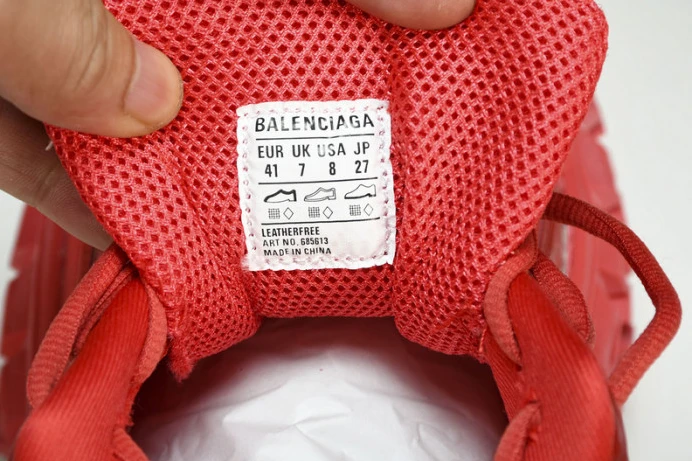 BALENCiAGA
EUR UK USA JP
41 7 8 27
LEATHERFREE
ART NO. 685613
MADE IN CHINA